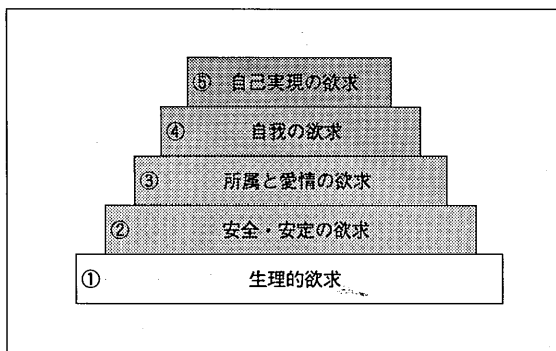 ⑤ 自己実現の欲求
④ 自我の欲求
③ 所属と愛情の欲求
② 安全・安定の欲求
① 生理的欲求